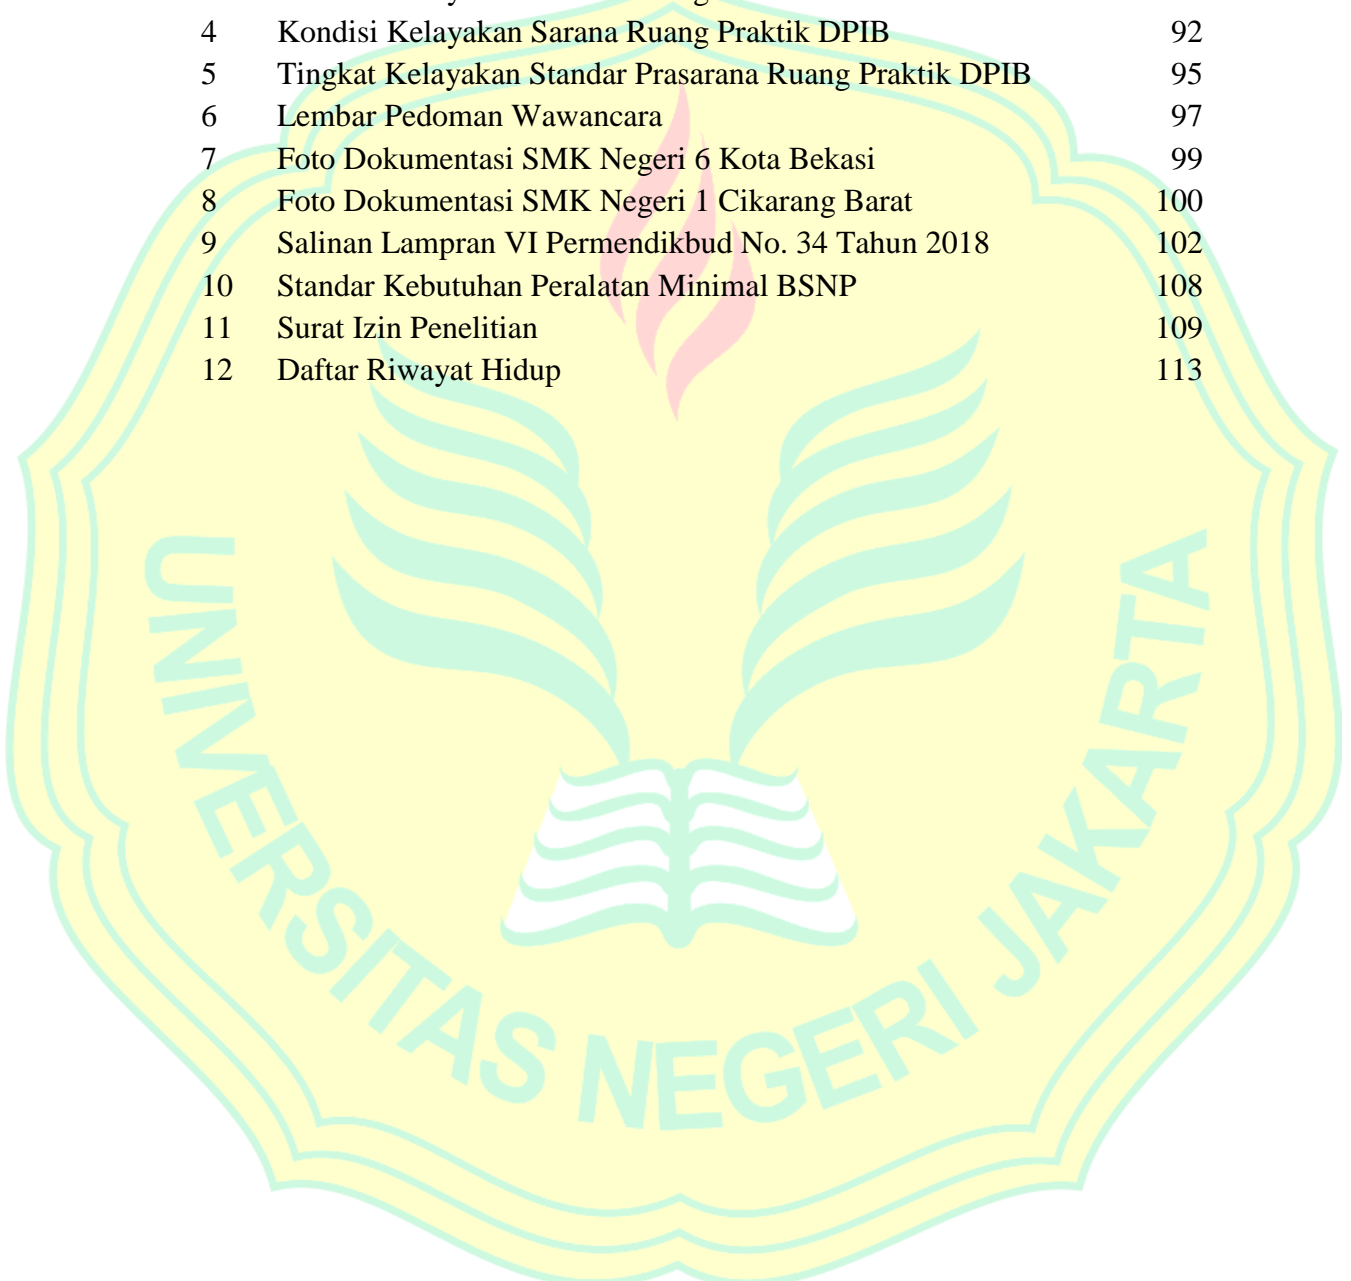 4 Kondisi Kelayakan Sarana Ruang Praktik DPIB 92
5 Tingkat Kelayakan Standar Prasarana Ruang Praktik DPIB 95
6 Lembar Pedoman Wawancara 97
7 Foto Dokumentasi SMK Negeri 6 Kota Bekasi 99
8 Foto Dokumentasi SMK Negeri 1 Cikarang Barat 100
9 Salinan Lampran VI Permendikbud No. 34 Tahun 2018 102
10 Standar Kebutuhan Peralatan Minimal BSNP 108
11 Surat Izin Penelitian 109
12 Daftar Riwayat Hidup 113
UNIVERSITAS NEGERI JAKARTA